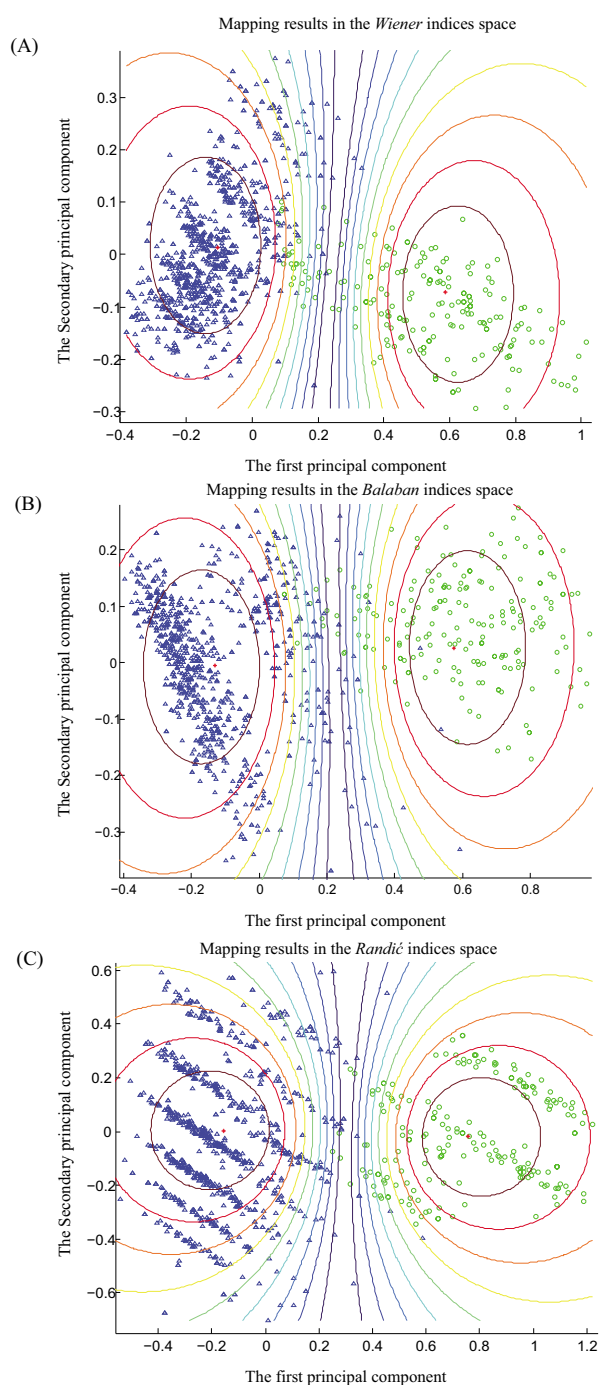 Mapping results in the Wiener indices space
(A)
0.3
0.2
0.1
0
−0.1
−0.2
−0.3
−0.4 −0.2 0 0.2 0.4 0.6 0.8 1
The Secondary principal component
The first principal component
Mapping results in the Balaban indices space
(B)
0.2
0.1
0
−0.1
−0.2
−0.3
−0.4 −0.2 0 0.2 0.4 0.6 0.8
The Secondary principal component
The first principal component
Mapping results in the Randić indices space
(C)
0.6
0.4
0.2
0
−0.2
−0.4
−0.6
−0.4 −0.2 0 0.2 0.4 0.6 0.8 1 1.2
The Secondary principal component
The first principal component